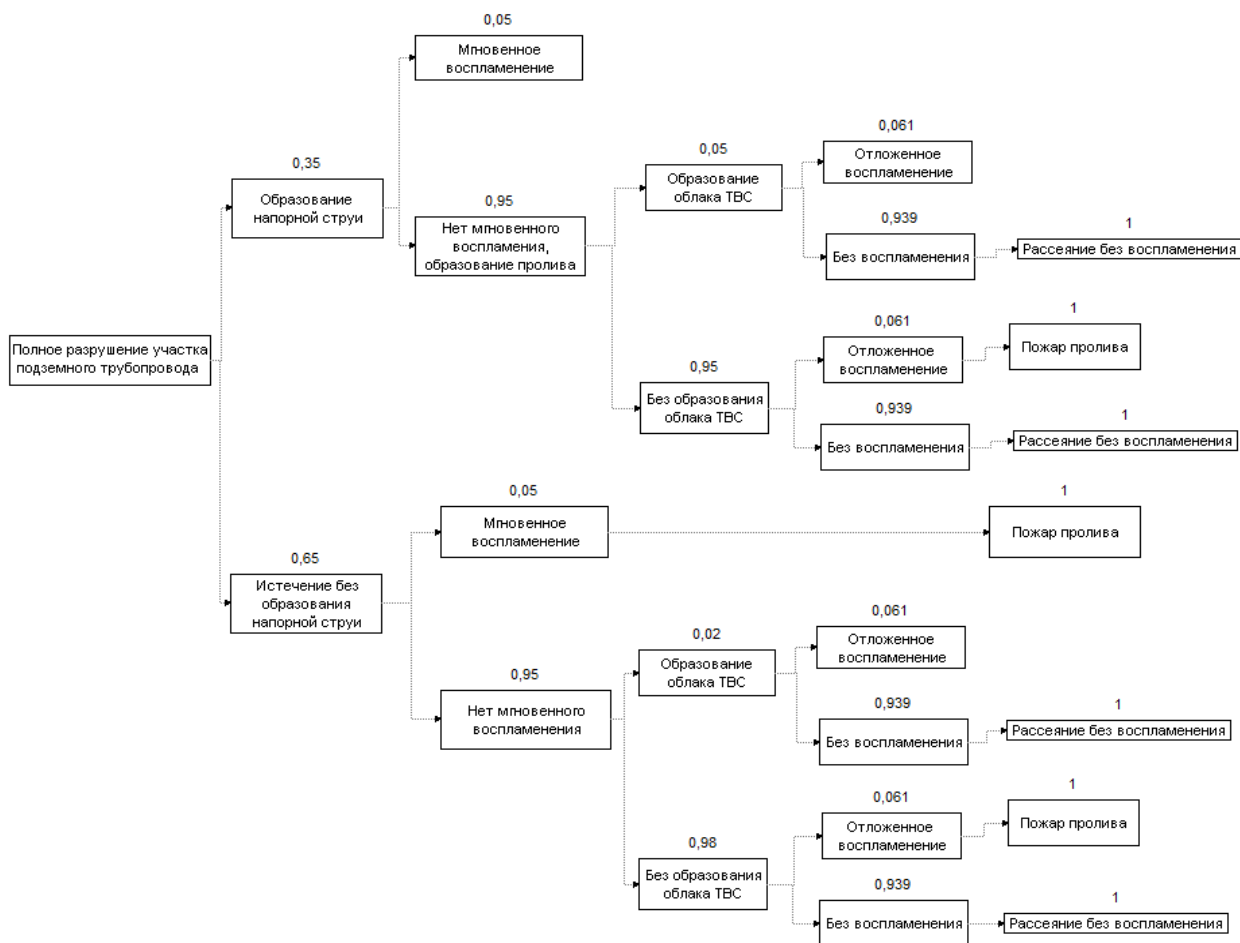 0,05
Мгновенное
воспламенение
0,35
Образование
напорной струи
0,95
Нет мгновенного
воспламения,
образование пролива
0,05
Образование
облака ТВС
0,061
Отложенное
воспламенение
0,939
Без воспламенения
1
Рассеяние без воспламенения
Полное разрушение участка
подземного трубопровода
0,95
Без образования
облака ТВС
0,061
Отложенное
воспламенение
1
Пожар пролива
0,939
Без воспламенения
1
Рассеяние без воспламенения
0,05
Мгновенное
воспламенение
1
Пожар пролива
0,65
Истечение без
образования
напорной струи
0,95
Нет мгновенного
воспламенения
0,02
Образование
облака ТВС
0,061
Отложенное
воспламенение
0,939
Без воспламенения
1
Рассеяние без воспламенения
0,98
Без образования
облака ТВС
0,061
Отложенное
воспламенение
1
Пожар пролива
0,939
Без воспламенения
1
Рассеяние без воспламенения